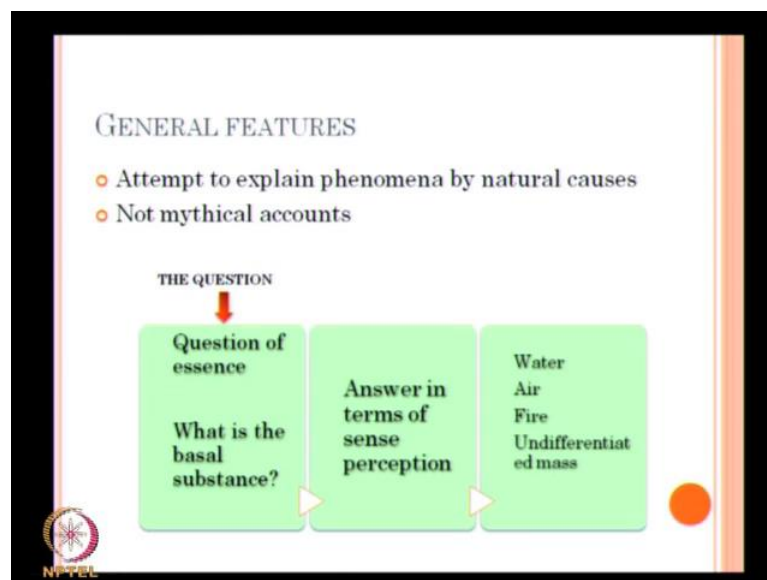 GENERAL FEATURES
Attempt to explain phenomena by natural causes
Not mythical accounts
THE QUESTION
Question of
essence
What is the
basal
substance?
Answer in
terms of
sense
perception
Water
Air
Fire
Undifferentiat
ed mass
NPTEL